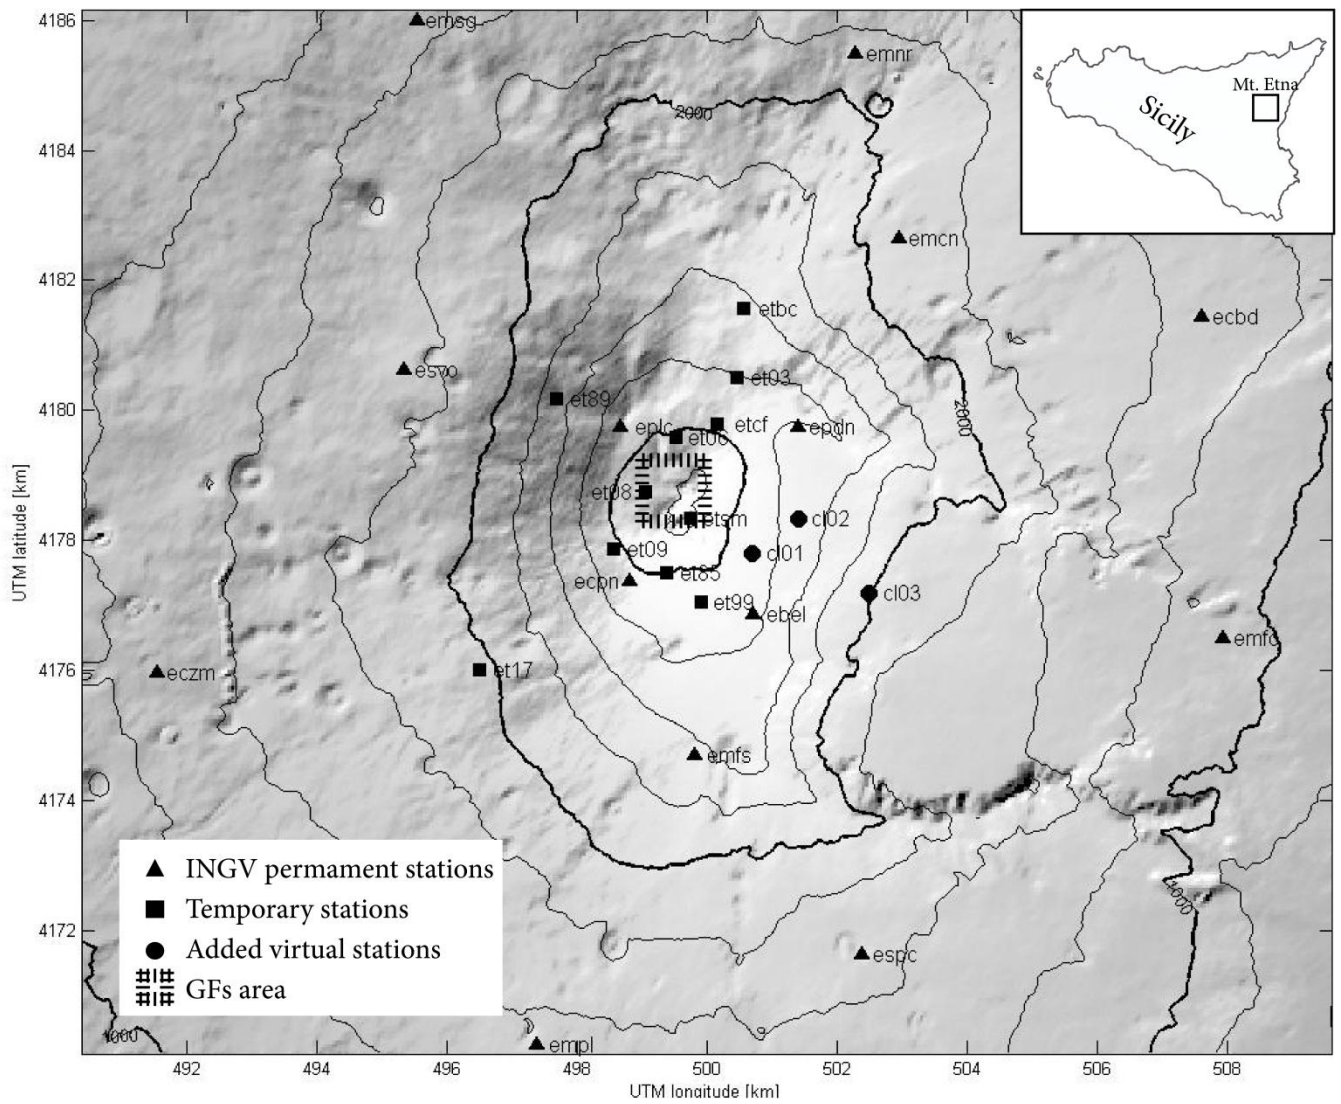 4186
emsg
emnr
Mt. Etna
Sicily
2000
4184
emcn
4182
etbc
ecbd
esvo
et03
et89
4180
2000
eplc
etcf
epdn
et06
et08
etsm
cl02
4178
et09
cl01
ecpn
et85
cl03
et99
ebel
emfc
4176
eczm
et17
emfs
4174
INGV permament stations
1000
Temporary stations
4172
Added virtual stations
espc
GFs area
1000
empl
492
494
496
498
500
502
504
506
508
UTM longitude [km]
UTM latitude [km]